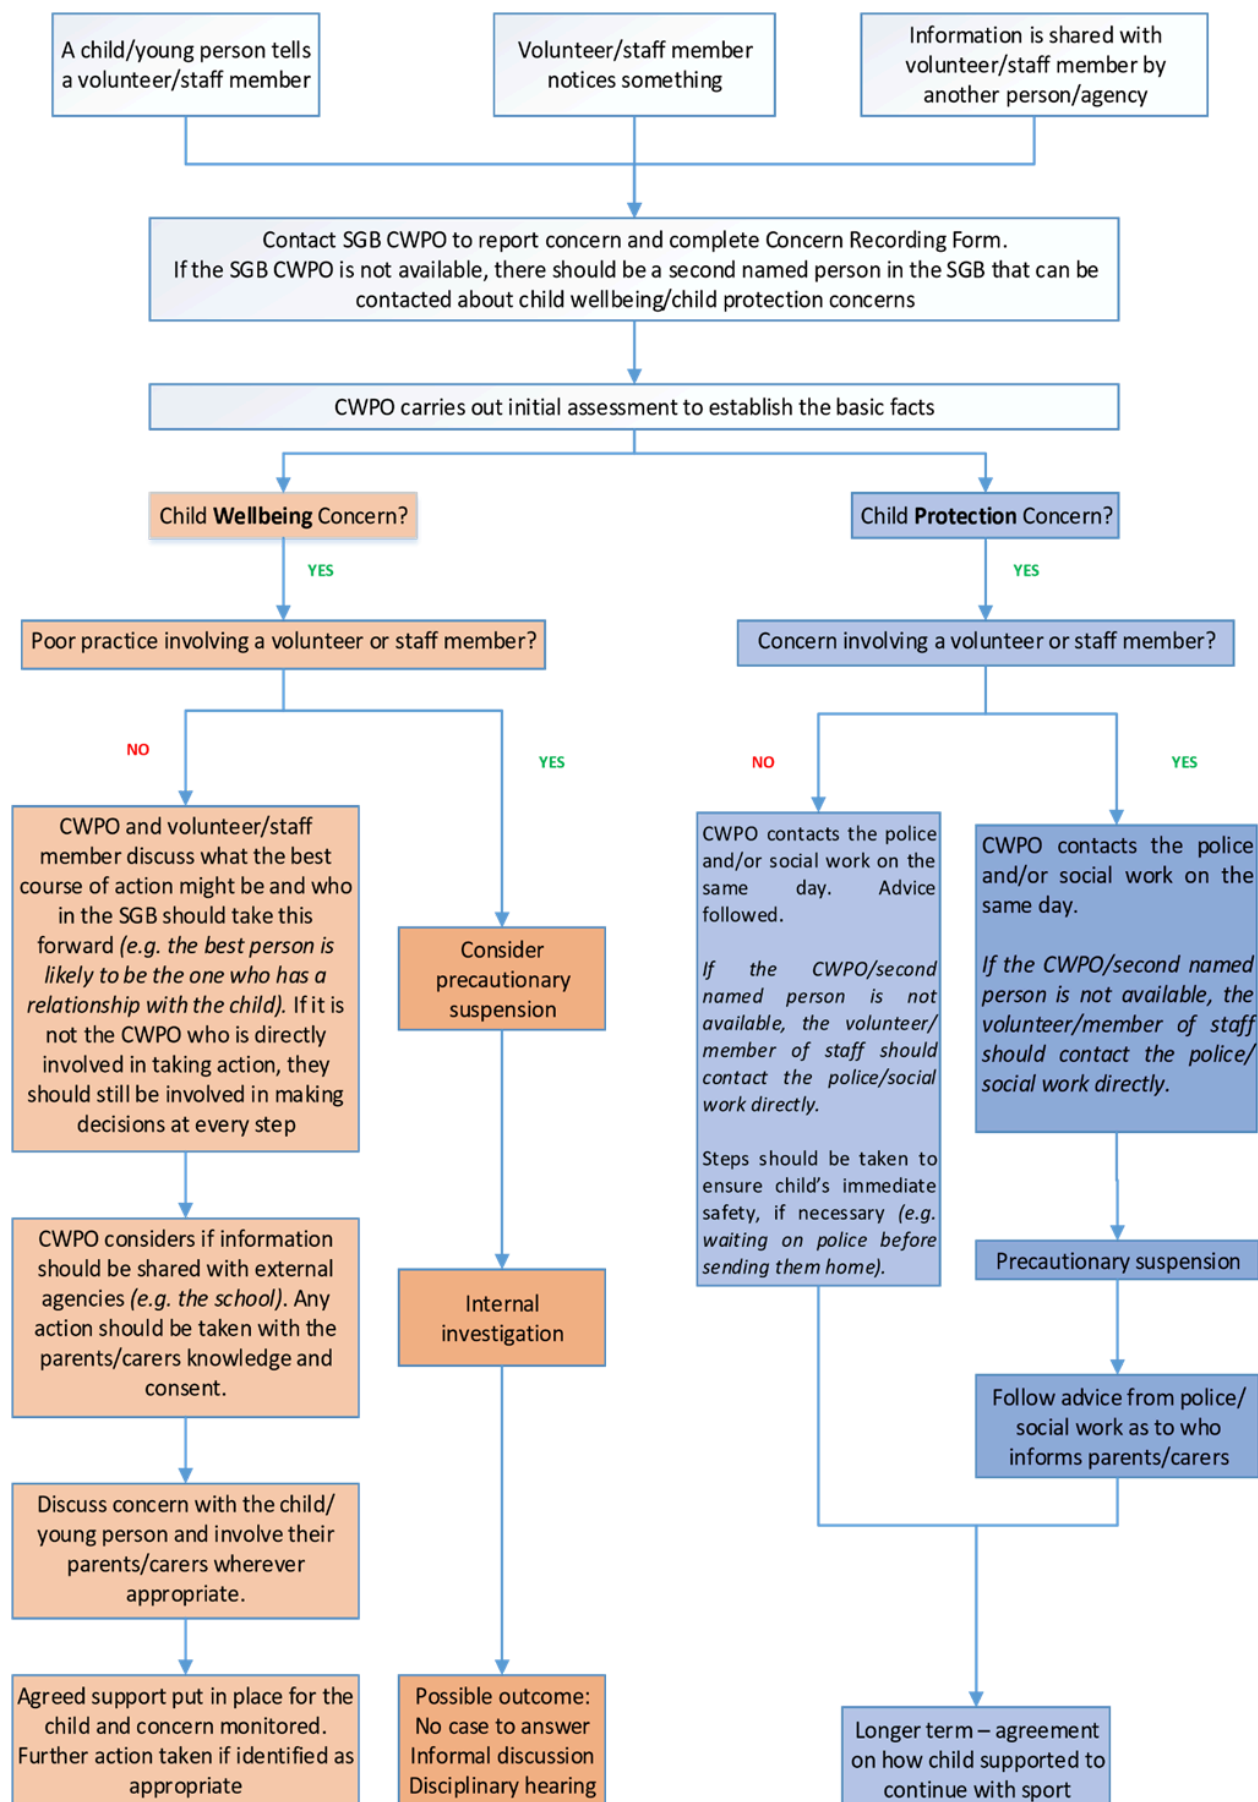 A child/young person tells
a volunteer/staff member
Volunteer/staff member
notices something
Information is shared with
volunteer/staff member by
another person/agency
Contact SGB CWPO to report concern and complete Concern Recording Form.
If the SGB CWPO is not available, there should be a second named person in the SGB that can be
contacted about child wellbeing/child protection concerns
CWPO carries out initial assessment to establish the basic facts
Child Wellbeing Concern?
Child Protection Concern?
YES
YES
Poor practice involving a volunteer or staff member?
Concern involving a volunteer or staff member?
NO
YES
NO
YES
CWPO and volunteer/staff
member discuss what the best
course of action might be and who
in the SGB should take this
forward (e.g. the best person is
likely to be the one who has a
relationship with the child). If it is
not the CWPO who is directly
involved in taking action, they
should still be involved in making
decisions at every step
Consider
precautionary
suspension
CWPO contacts the police
and/or social work on the
same day. Advice
followed.
If the CWPO/second
named person is not
available, the volunteer/
member of staff should
contact the police/social
work directly.
Steps should be taken to
ensure child's immediate
safety, if necessary (e.g.
waiting on police before
sending them home).
CWPO contacts the police
and/or social work on the
same day.
If the CWPO/second named
person is not available, the
volunteer/member of staff
should contact the police/
social work directly.
CWPO considers if information
should be shared with external
agencies (e.g. the school). Any
action should be taken with the
parents/carers knowledge and
consent.
Internal
investigation
Precautionary suspension
Follow advice from police/
social work as to who
informs parents/carers
Discuss concern with the child/
young person and involve their
parents/carers wherever
appropriate.
Agreed support put in place for the
child and concern monitored.
Further action taken if identified as
appropriate
Possible outcome:
No case to answer
Informal discussion
Disciplinary hearing
Longer term – agreement
on how child supported to
continue with sport